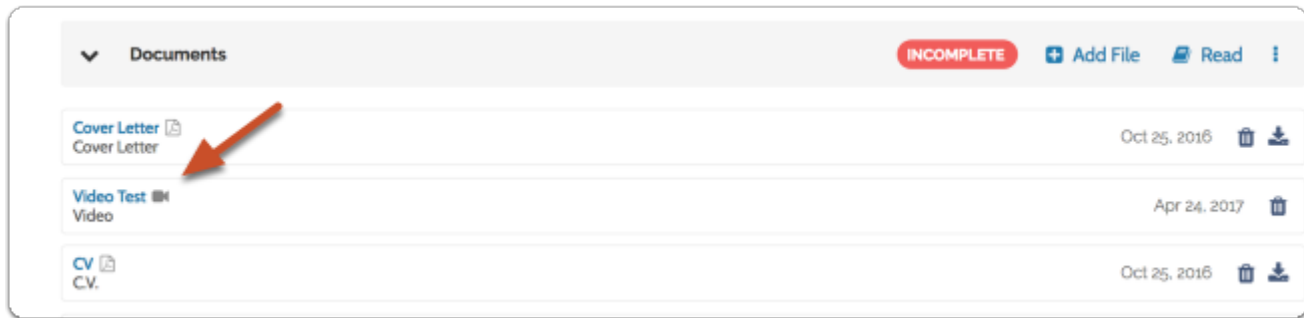 Documents INCOMPLETE Add File Read
Cover Letter
Cover Letter Oct 25, 2016
Video Test
Video Apr 24, 2017
CV
C.V. Oct 25, 2016